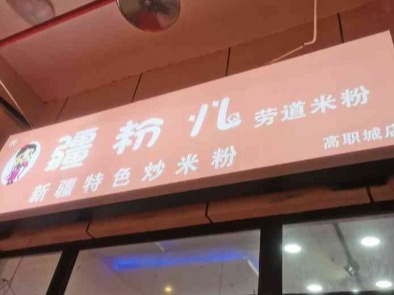 疆粉儿 劳道米粉
新疆特色炒米粉 高职城店